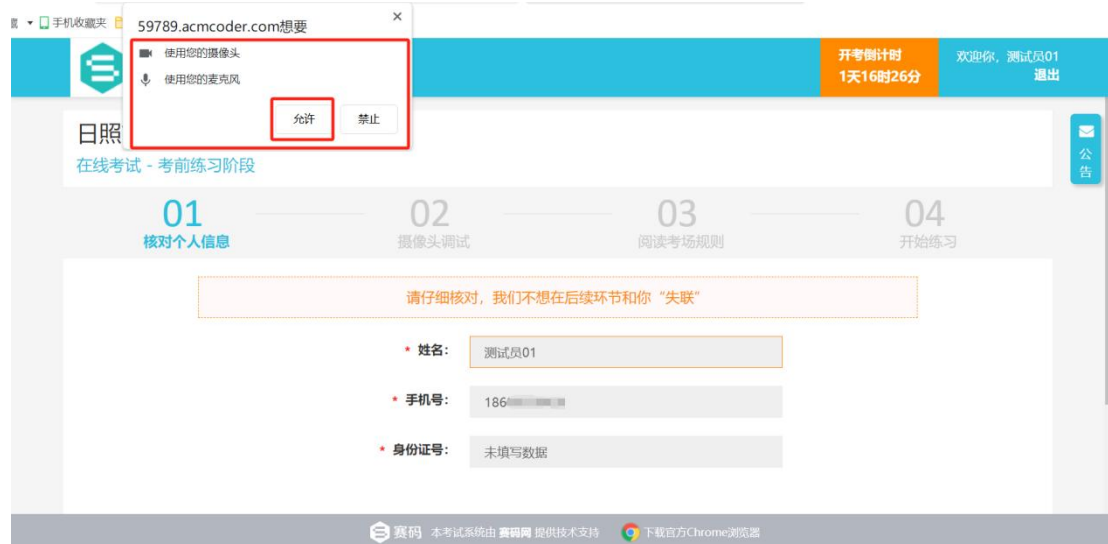 手机收藏夹
59789.acmcoder.com想要
使用您的摄像头
使用您的麦克风
允许 禁止
开考倒计时
1天16时26分
欢迎你，测试员01
退出
公告
日照
在线考试 - 考前练习阶段
01
核对个人信息
02
摄像头调试
03
阅读考场规则
04
开始练习
请仔细核对，我们不想在后续环节和你“失联”
* 姓名： 测试员01
* 手机号： 186
* 身份证号： 未填写数据
赛码 本考试系统由 赛码网 提供技术支持 下载官方Chrome浏览器